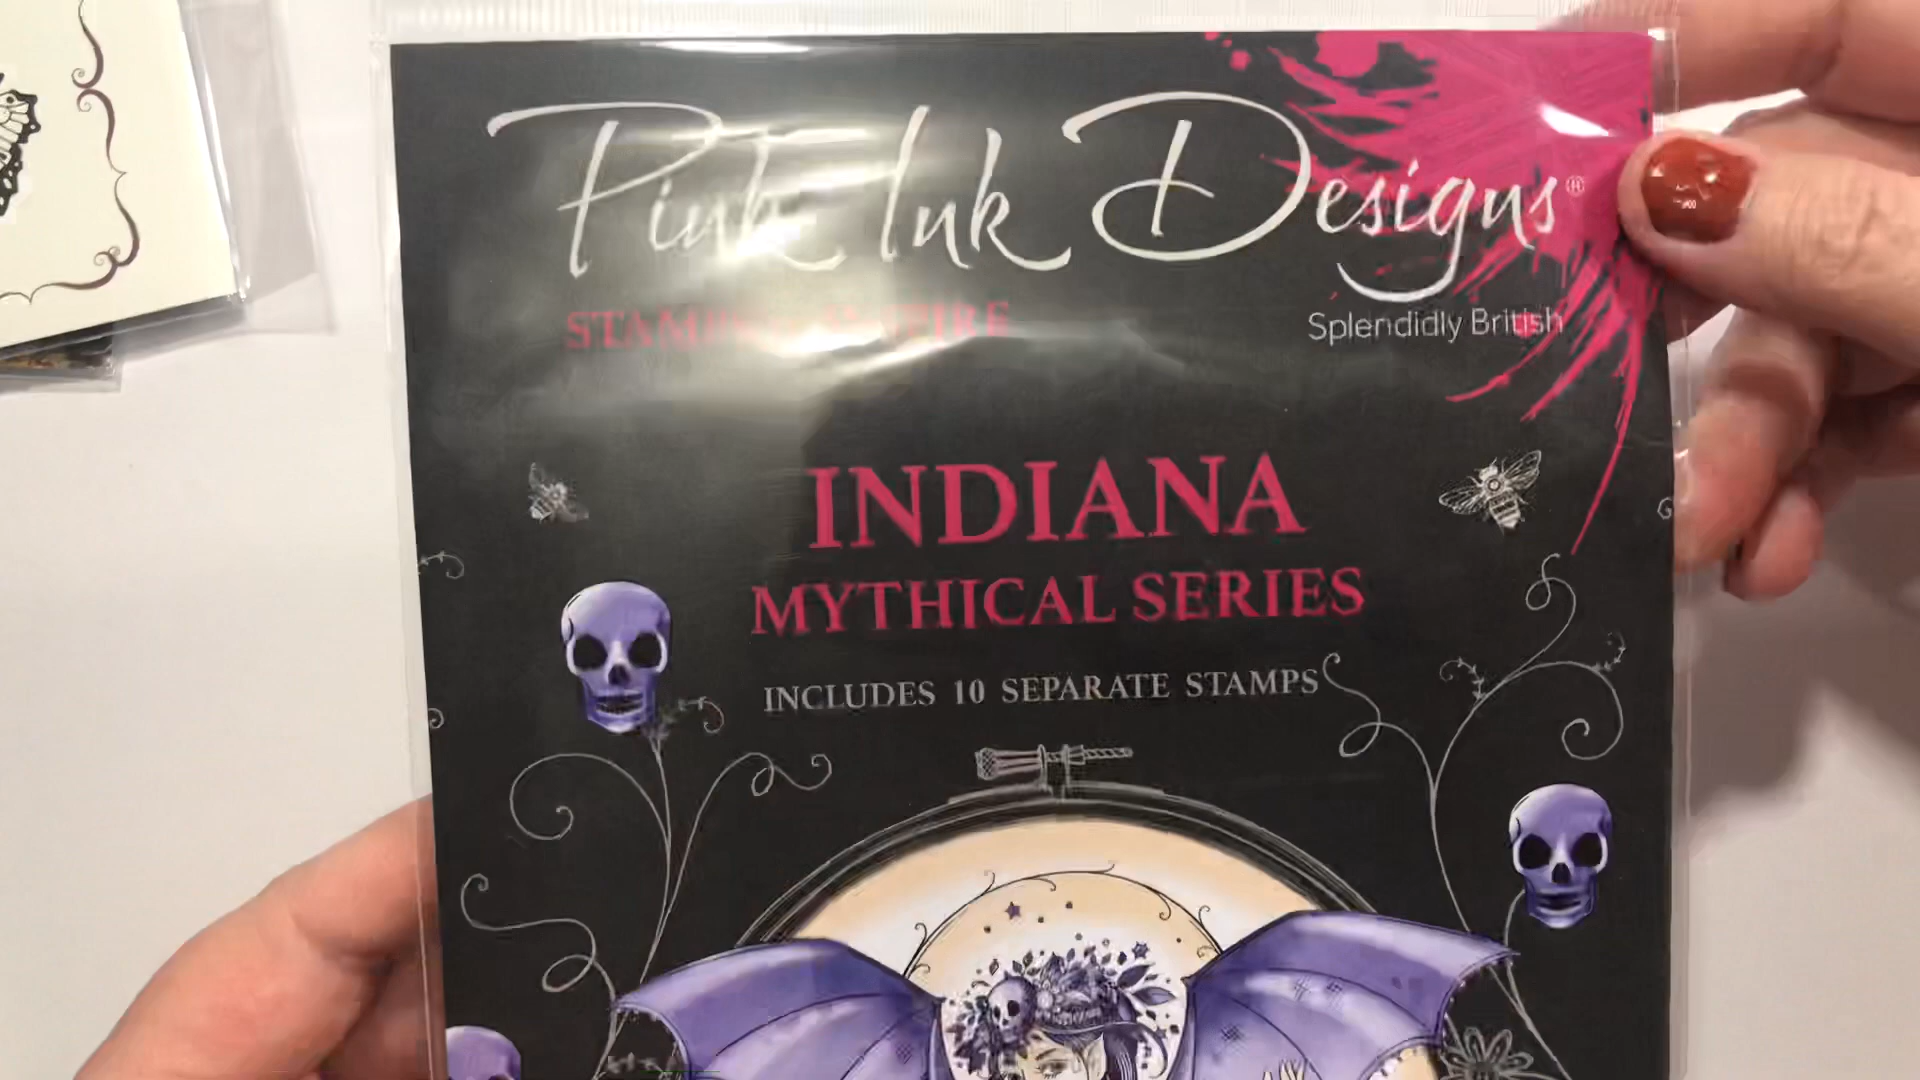 Pink Ink Designs®
Splendidly British
INDIANA
MYTHICAL SERIES
INCLUDES 10 SEPARATE STAMPS